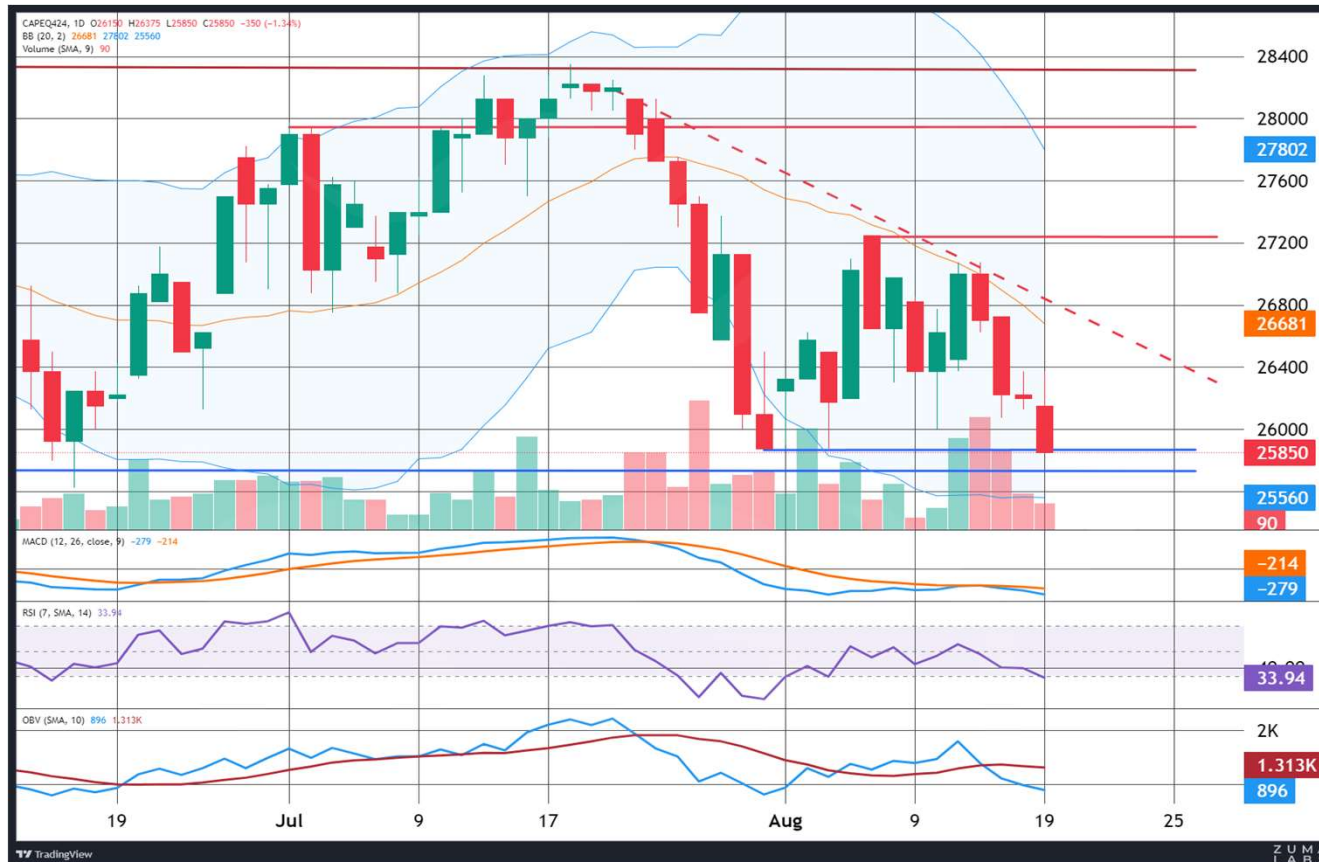 CAPEQ424, 1D O26150 H26375 L25850 C25850 −350 (−1.34%)
BB (20, 2) 26681 27802 25560
Volume (SMA, 9) 90
28400
28000
27802
27600
27200
26800
26681
26400
26000
25850
25560
90
MACD (12, 26, close, 9) −279 −214
−214
−279
RSI (7, SMA, 14) 33.94
33.94
OBV (SMA, 10) 896 1.313K
2K
1.313K
896
19 Jul 9 17 Aug 9 19 25
TradingView
ZUMA
LAB